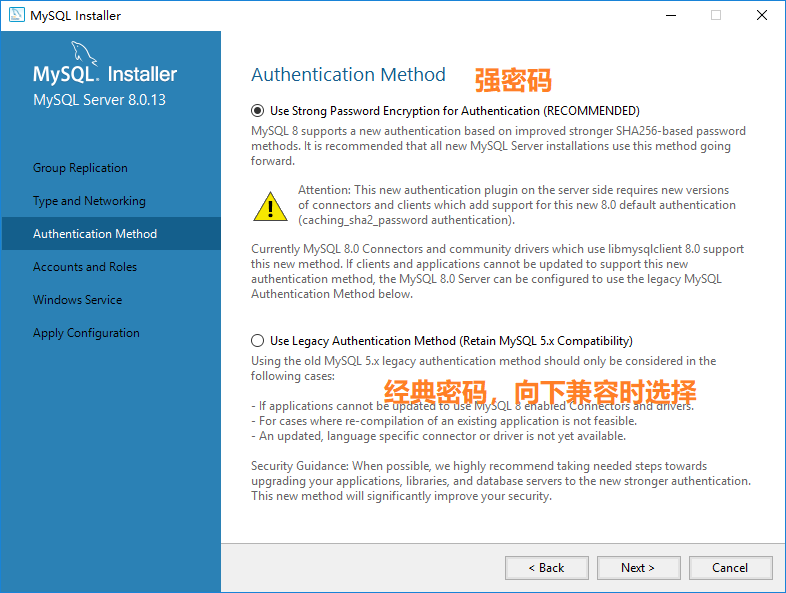 MySQL Installer
MySQL. Installer
MySQL Server 8.0.13
Group Replication
Type and Networking
Authentication Method
Accounts and Roles
Windows Service
Apply Configuration
Authentication Method
强密码
Use Strong Password Encryption for Authentication (RECOMMENDED)
MySQL 8 supports a new authentication based on improved stronger SHA256-based password
methods. It is recommended that all new MySQL Server installations use this method going
forward.
Attention: This new authentication plugin on the server side requires new versions
of connectors and clients which add support for this new 8.0 default authentication
(caching_sha2_password authentication).
Currently MySQL 8.0 Connectors and community drivers which use libmysqlclient 8.0 support
this new method. If clients and applications cannot be updated to support this new
authentication method, the MySQL 8.0 Server can be configured to use the legacy MySQL
Authentication Method below.
Use Legacy Authentication Method (Retain MySQL 5.x Compatibility)
Using the old MySQL 5.x legacy authentication method should only be considered in the
following cases:
经典密码，向下兼容时选择
- If applications cannot be updated to use MySQL 8 enabled Connectors and drivers.
- For cases where re-compilation of an existing application is not feasible.
- An updated, language specific connector or driver is not yet available.
Security Guidance: When possible, we highly recommend taking needed steps towards
upgrading your applications, libraries, and database servers to the new stronger authentication.
This new method will significantly improve your security.
< Back
Next >
Cancel